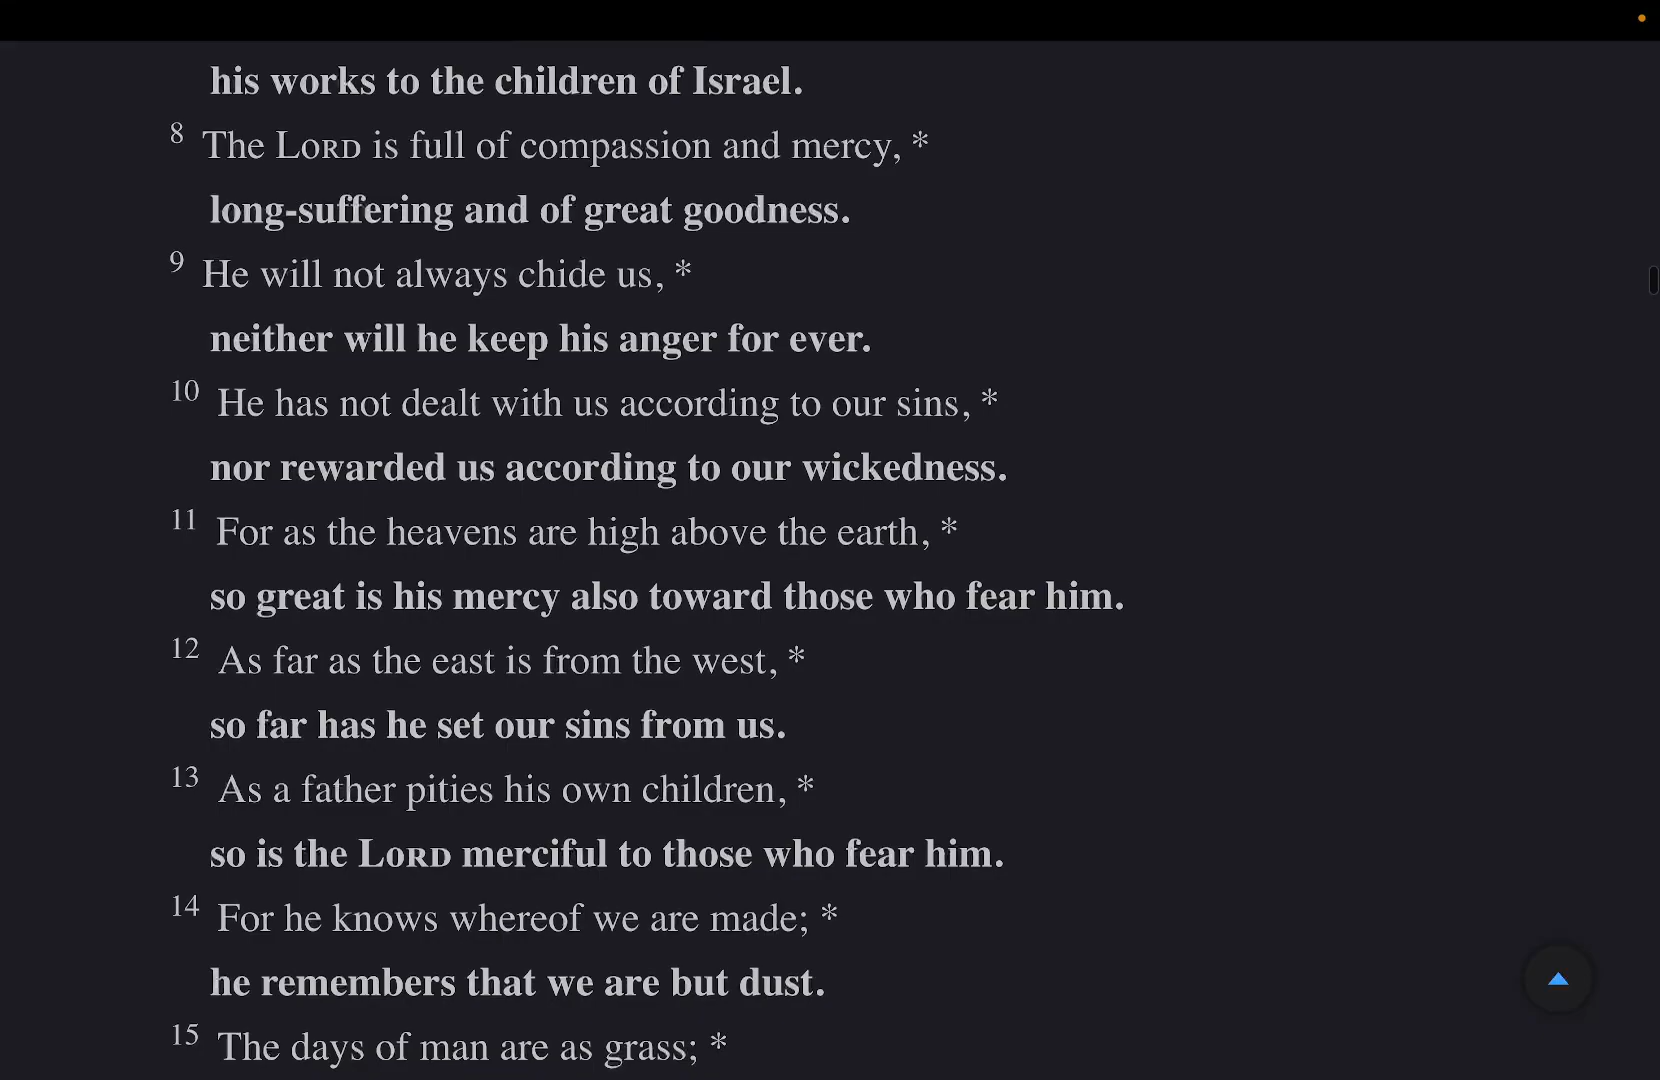 his works to the children of Israel.
8 The LORD is full of compassion and mercy, *
long-suffering and of great goodness.
9 He will not always chide us, *
neither will he keep his anger for ever.
10 He has not dealt with us according to our sins, *
nor rewarded us according to our wickedness.
11 For as the heavens are high above the earth, *
so great is his mercy also toward those who fear him.
12 As far as the east is from the west, *
so far has he set our sins from us.
13 As a father pities his own children, *
so is the LORD merciful to those who fear him.
14 For he knows whereof we are made; *
he remembers that we are but dust.
15 The days of man are as grass; *